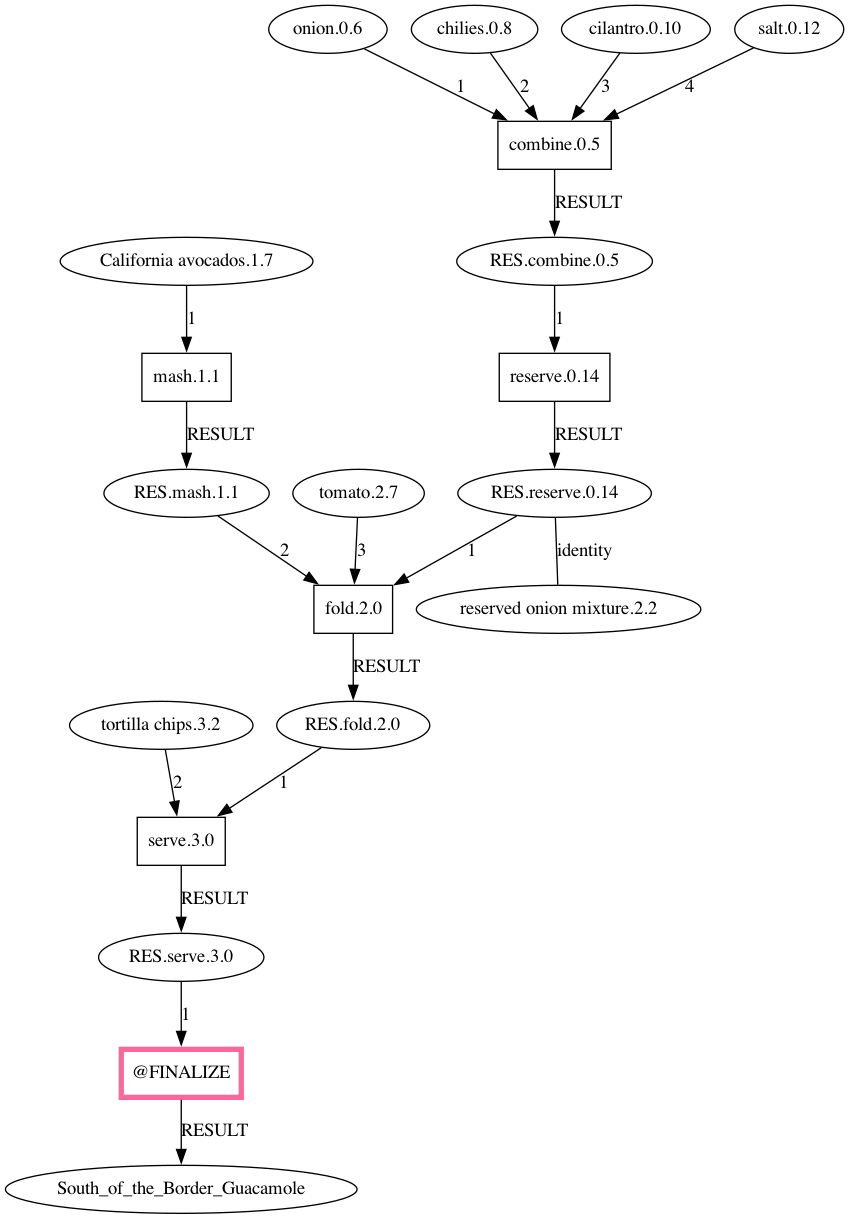 onion.0.6
chilies.0.8
cilantro.0.10
salt.0.12
1
2
3
4
combine.0.5
RESULT
California avocados.1.7
RES.combine.0.5
1
1
mash.1.1
reserve.0.14
RESULT
RESULT
RES.mash.1.1
tomato.2.7
RES.reserve.0.14
2
3
1
identity
fold.2.0
reserved onion mixture.2.2
RESULT
tortilla chips.3.2
RES.fold.2.0
2
1
serve.3.0
RESULT
RES.serve.3.0
1
@FINALIZE
RESULT
South_of_the_Border_Guacamole